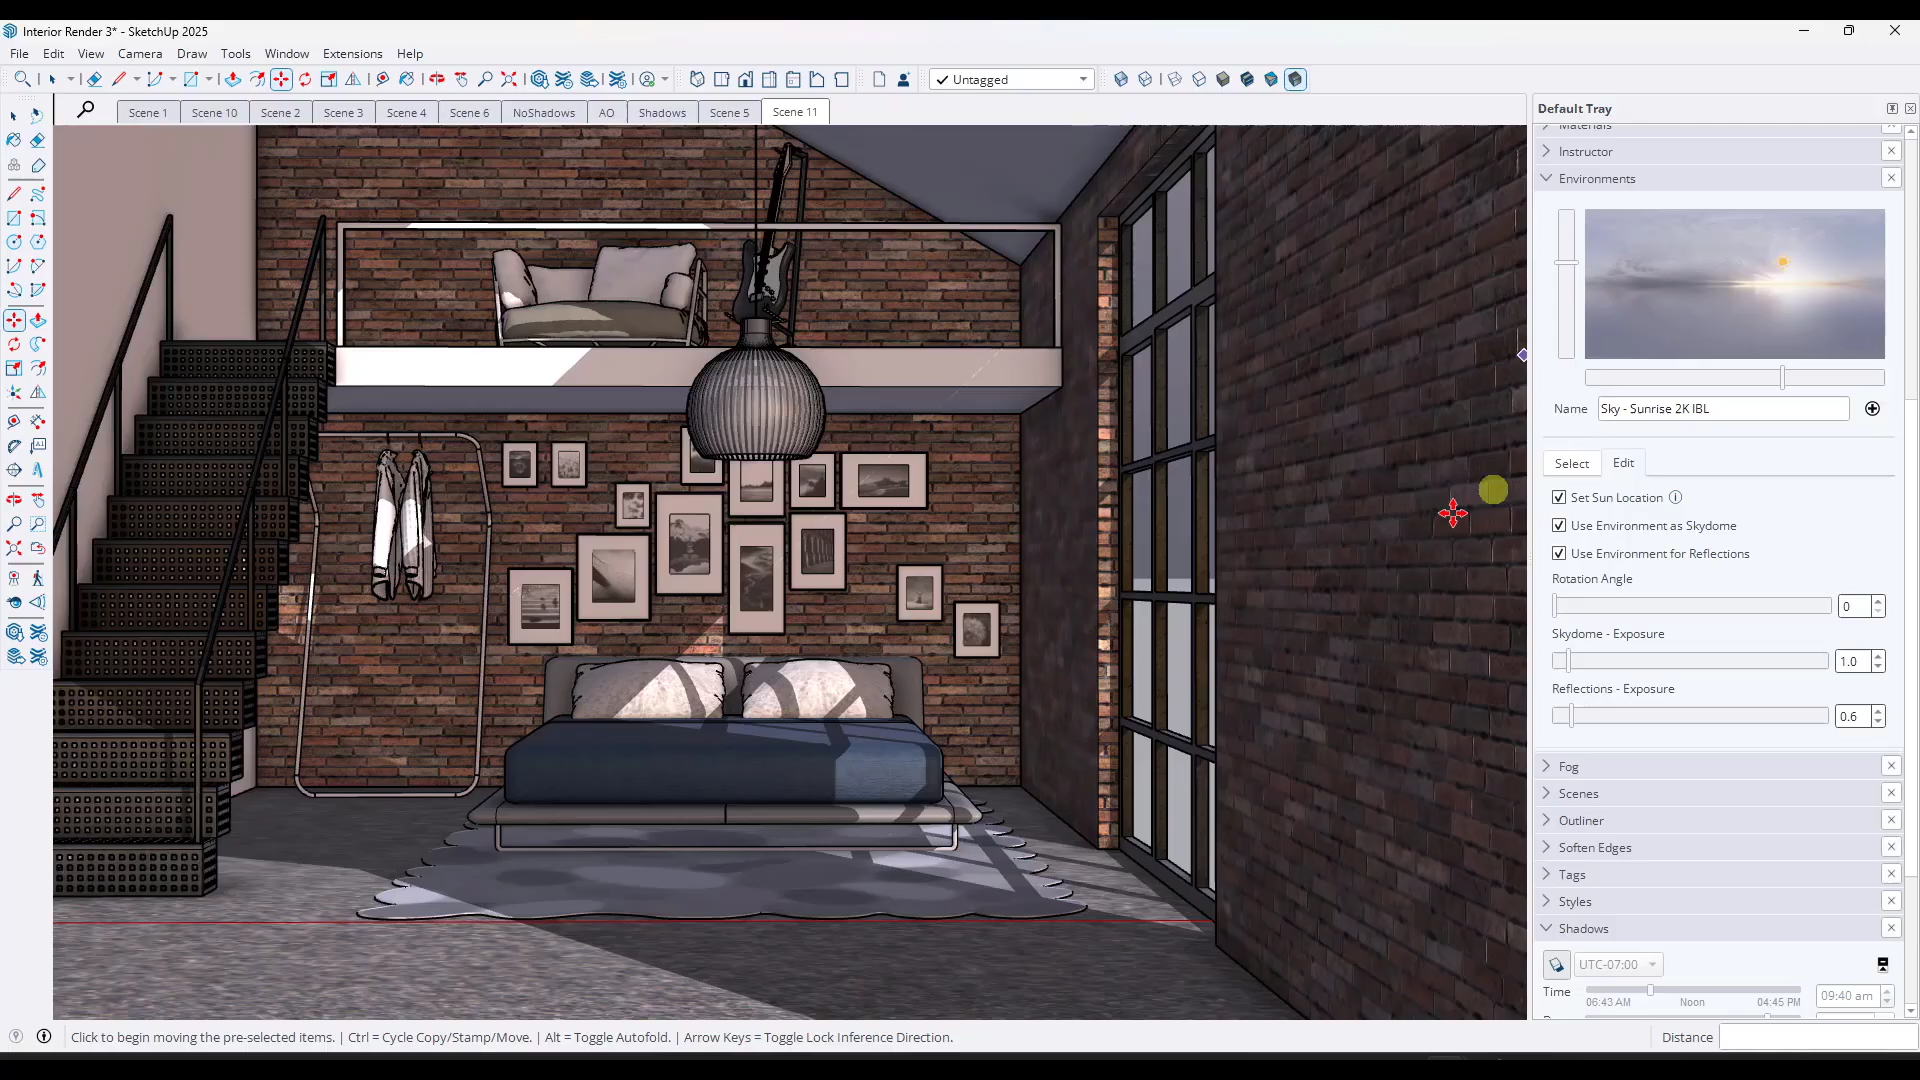 Interior Render 3* - SketchUp 2025
File Edit View Camera Draw Tools Window Extensions Help
Untagged
Scene 1 Scene 10 Scene 2 Scene 3 Scene 4 Scene 6 NoShadows AO Shadows Scene 5 Scene 11
Default Tray
Materials
Instructor
Environments
Name Sky - Sunrise 2K IBL
Select Edit
Set Sun Location
Use Environment as Skydome
Use Environment for Reflections
Rotation Angle
0
Skydome - Exposure
1.0
Reflections - Exposure
0.6
Fog
Scenes
Outliner
Soften Edges
Tags
Styles
Shadows
UTC-07:00
Time 06:43 AM Noon 04:45 PM 09:40 am
Click to begin moving the pre-selected items. | Ctrl = Cycle Copy/Stamp/Move. | Alt = Toggle Autofold. | Arrow Keys = Toggle Lock Inference Direction.
Distance